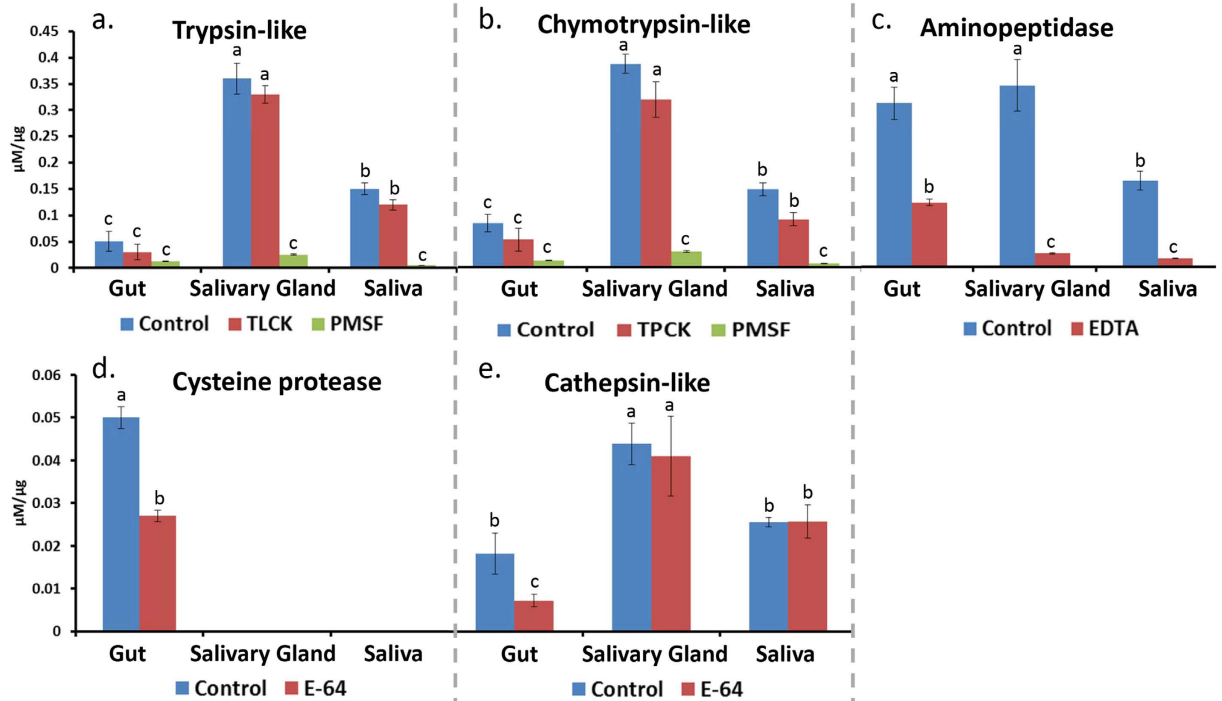 a.
Trypsin-like
0.45
0.4
0.35
0.3
0.25
0.2
0.15
0.1
0.05
0
µM/µg
c c c
a a c
b b c
Gut Salivary Gland Saliva
Control TLCK PMSF
b.
Chymotrypsin-like
c c c
a a c
b b c
Gut Salivary Gland Saliva
Control TPCK PMSF
c.
Aminopeptidase
a b
a c
b c
Gut Salivary Gland Saliva
Control EDTA
d.
Cysteine protease
0.06
0.05
0.04
0.03
0.02
0.01
0
µM/µg
a b
Gut Salivary Gland Saliva
Control E-64
e.
Cathepsin-like
b c
a a
b b
Gut Salivary Gland Saliva
Control E-64